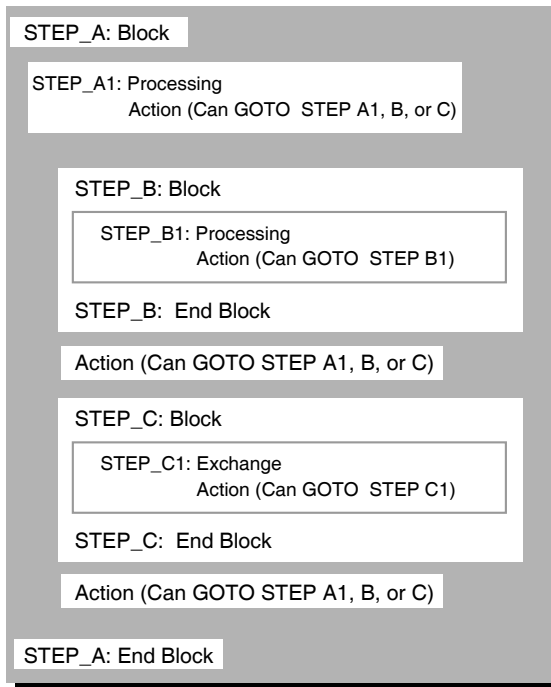 STEP_A: Block
STEP_A1: Processing
Action (Can GOTO STEP A1, B, or C)
STEP_B: Block
STEP_B1: Processing
Action (Can GOTO STEP B1)
STEP_B: End Block
Action (Can GOTO STEP A1, B, or C)
STEP_C: Block
STEP_C1: Exchange
Action (Can GOTO STEP C1)
STEP_C: End Block
Action (Can GOTO STEP A1, B, or C)
STEP_A: End Block